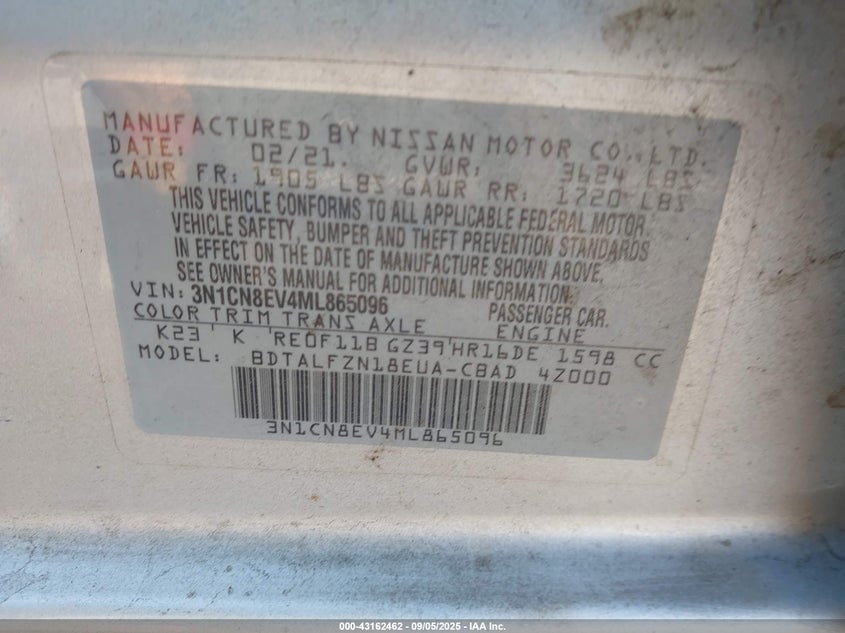 MANUFACTURED BY NISSAN MOTOR CO., LTD.
DATE: 02/21. GVWR: 3624 LBS
GAWR FR: 1905 LBS GAWR RR: 1720 LBS
THIS VEHICLE CONFORMS TO ALL APPLICABLE FEDERAL MOTOR
VEHICLE SAFETY, BUMPER AND THEFT PREVENTION STANDARDS
IN EFFECT ON THE DATE OF MANUFACTURE SHOWN ABOVE.
SEE OWNER'S MANUAL FOR ADDITIONAL INFORMATION.
VIN: 3N1CN8EV4ML865096 PASSENGER CAR.
COLOR TRIM TRANS AXLE ENGINE
K23 K RE0F11B GZ39 HR16DE 1598 CC
MODEL: BDTALFZN18EUA-CBAD 4Z000
3N1CN8EV4ML865096
000-43162462 - 09/05/2025 - IAA Inc.